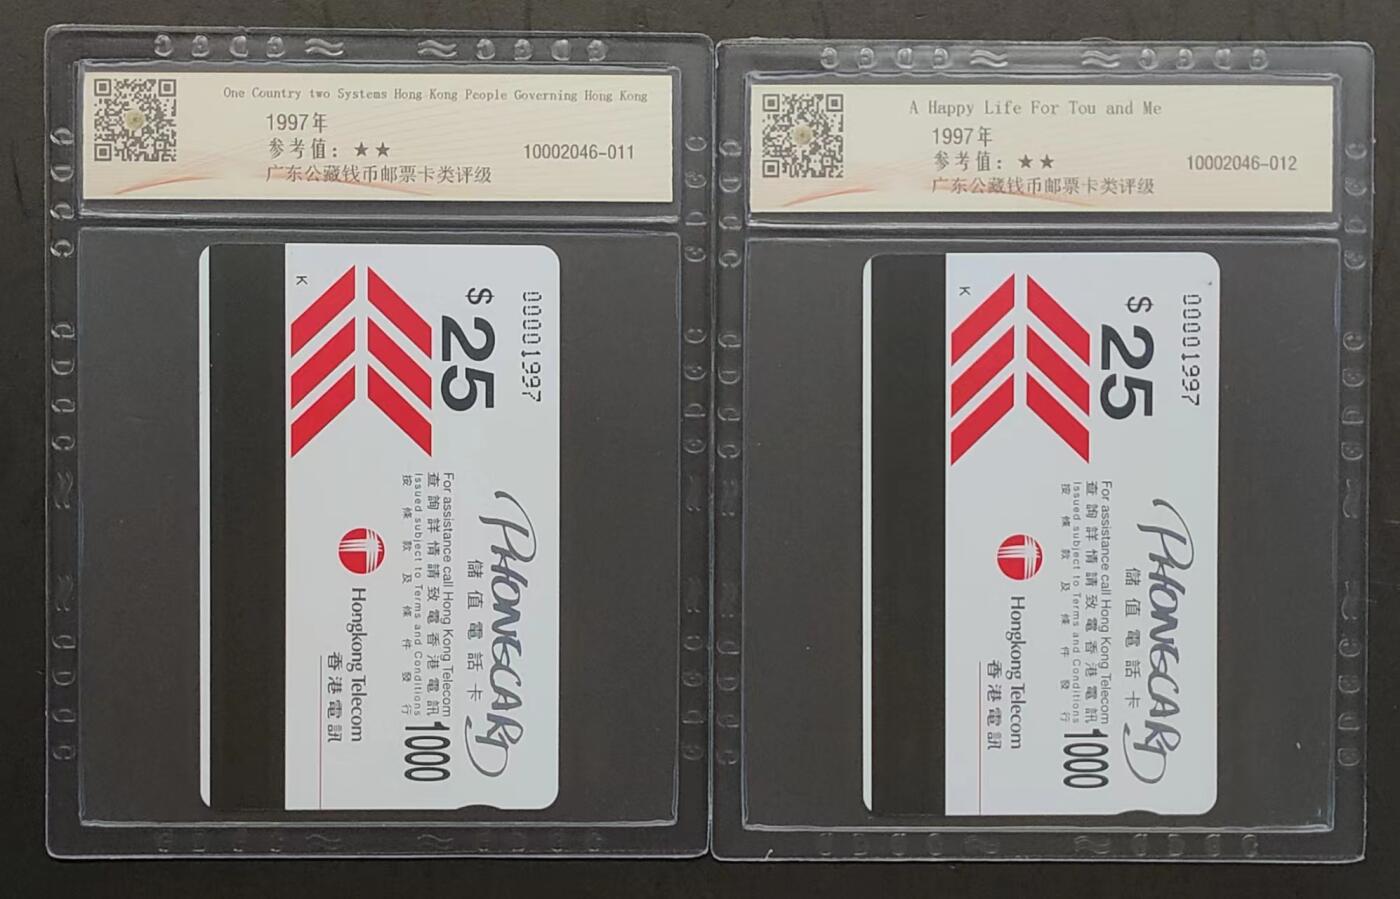 One Country two Systems Hong Kong People Governing Hong Kong
1997年
参考值：★★
10002046-011
广东公藏钱币邮票卡类评级
00001997
$25
K
PHONECARD
儲值電話卡
For assistance call Hong Kong Telecom
查詢詳情請致電香港電訊
Issued subject to Terms and Conditions
按條款及條件發行
1000
Hongkong Telecom
香港電訊
A Happy Life For Tou and Me
1997年
参考值：★★
10002046-012
广东公藏钱币邮票卡类评级
00001997
$25
K
PHONECARD
儲值電話卡
For assistance call Hong Kong Telecom
查詢詳情請致電香港電訊
Issued subject to Terms and Conditions
按條款及條件發行
1000
Hongkong Telecom
香港電訊